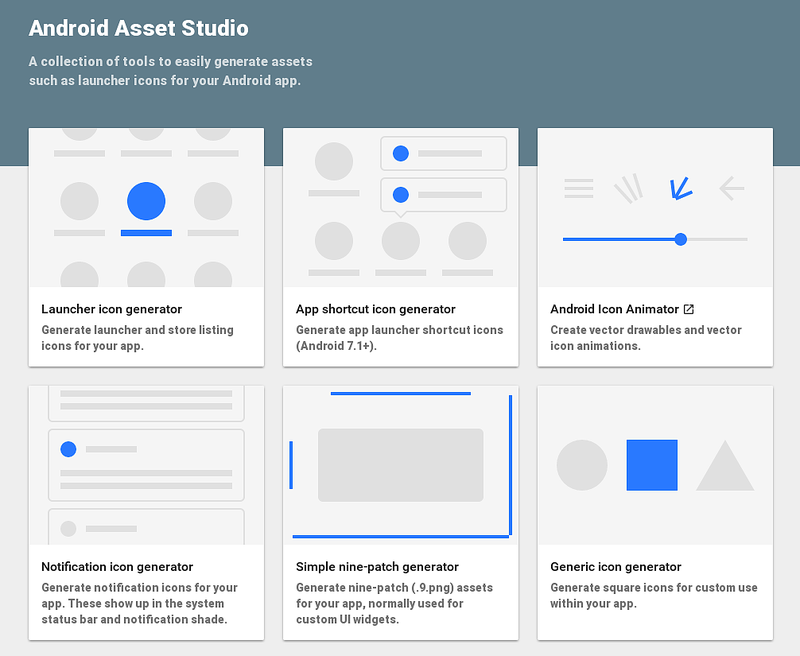 Android Asset Studio
A collection of tools to easily generate assets
such as launcher icons for your Android app.
Launcher icon generator
Generate launcher and store listing
icons for your app.
App shortcut icon generator
Generate app launcher shortcut icons
(Android 7.1+).
Android Icon Animator
Create vector drawables and vector
icon animations.
Notification icon generator
Generate notification icons for your
app. These show up in the system
status bar and notification shade.
Simple nine-patch generator
Generate nine-patch (.9.png) assets
for your app, normally used for
custom UI widgets.
Generic icon generator
Generate square icons for custom use
within your app.